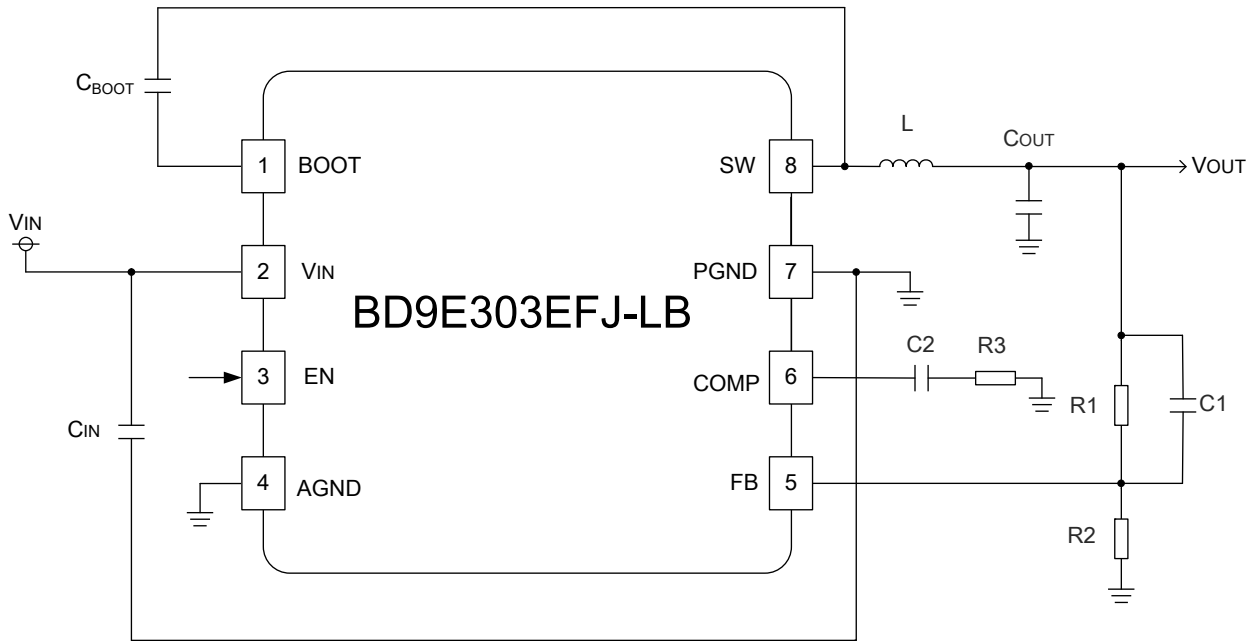 CBOOT
L
COUT
1
BOOT
SW
8
VOUT
VIN
2
VIN
PGND
7
BD9E303EFJ-LB
C2
R3
3
EN
COMP
6
R1
C1
CIN
4
AGND
FB
5
R2